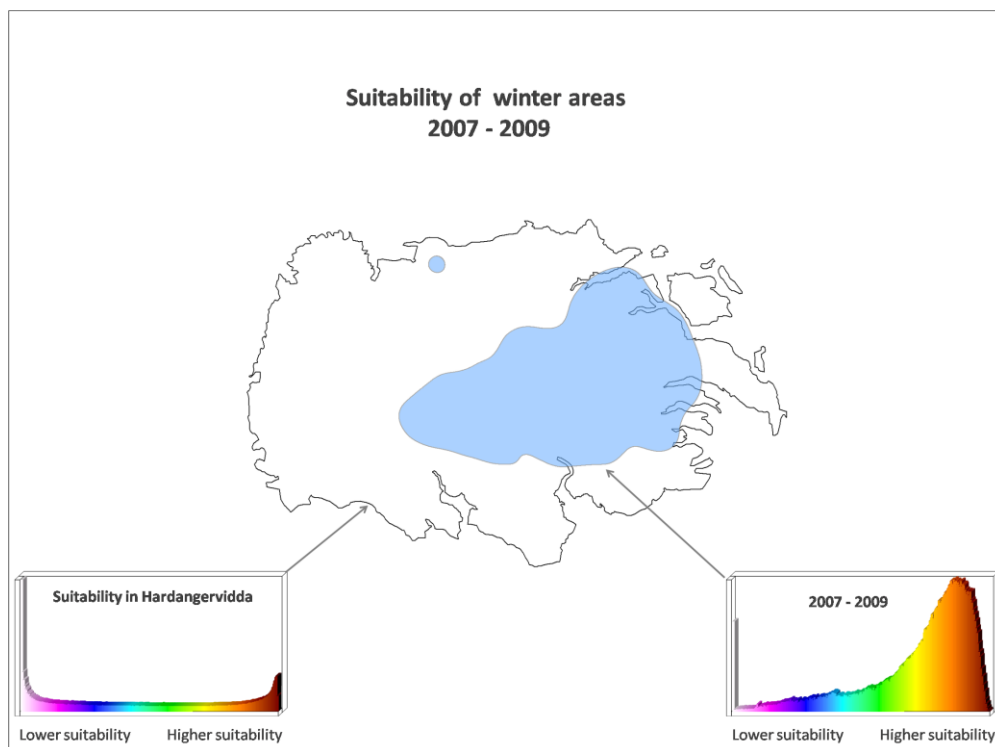 Suitability of winter areas
2007 - 2009
Suitability in Hardangervidda
Lower suitability
Higher suitability
2007 - 2009
Lower suitability
Higher suitability